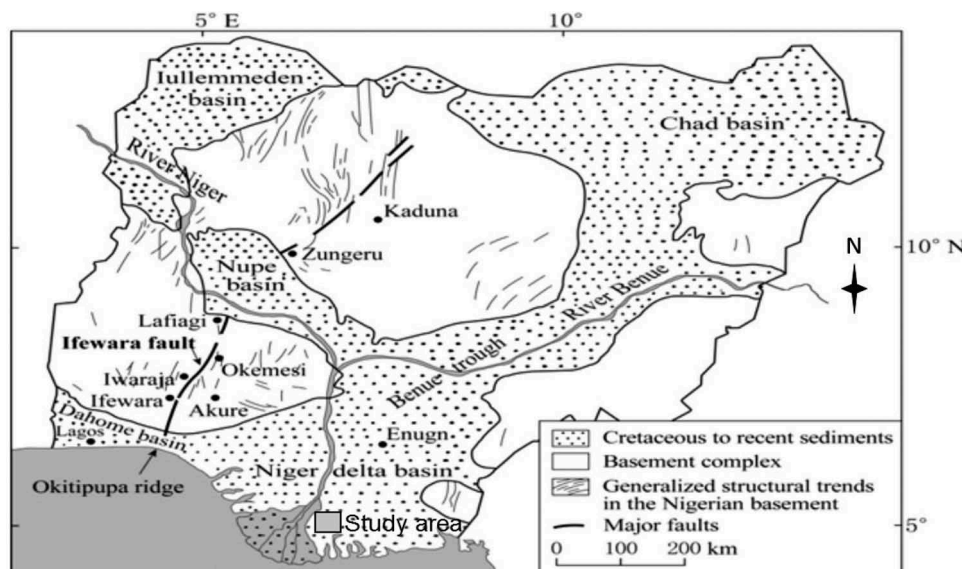 5° E
10°
Iullemmeden
basin
Chad basin
River Niger
Kaduna
Zungeru
10° N
N
Nupe
basin
River Benue
Lafiagi
Ifewara fault
Okemesi
Iwaraja
Ifewara
Akure
Benue trough
Dahome basin
Lagos
Enugn
Niger delta basin
Okitipupa ridge
Study area
5°
Cretaceous to recent sediments
Basement complex
Generalized structural trends
in the Nigerian basement
Major faults
0 100 200 km